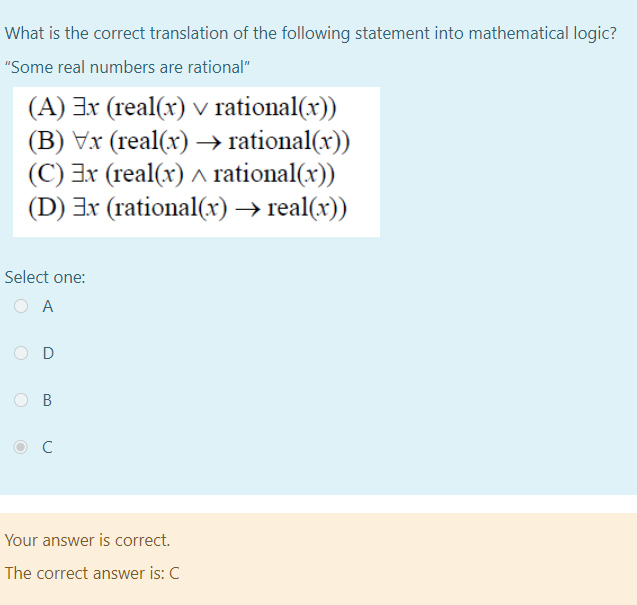 What is the correct translation of the following statement into mathematical logic?
"Some real numbers are rational"
(A) ∃x (real(x) ∨ rational(x))
(B) ∀x (real(x) → rational(x))
(C) ∃x (real(x) ∧ rational(x))
(D) ∃x (rational(x) → real(x))
Select one:
A
D
B
C
Your answer is correct.
The correct answer is: C